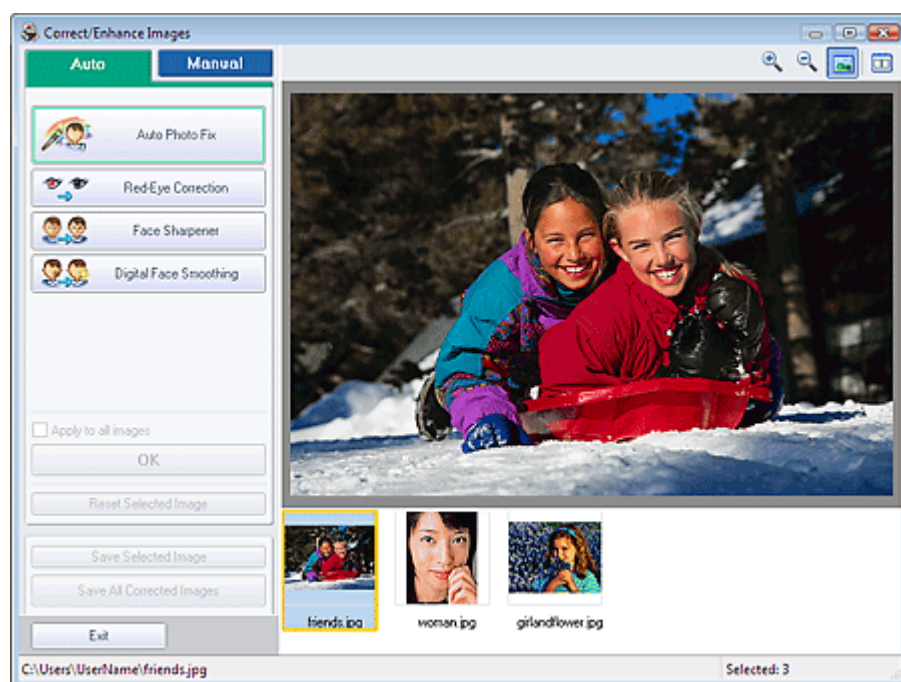 Correct/Enhance Images
Auto
Manual
Auto Photo Fix
Red-Eye Correction
Face Sharpener
Digital Face Smoothing
Apply to all images
OK
Reset Selected Image
Save Selected Image
Save All Corrected Images
Exit
friends.jpg
woman.jpg
girlandflower.jpg
C:\Users\UserName\friends.jpg
Selected: 3